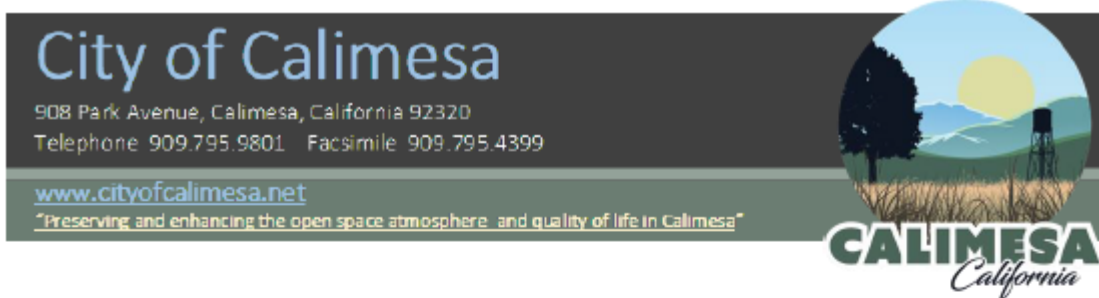 City of Calimesa
908 Park Avenue, Calimesa, California 92320
Telephone 909.795.9801 Facsimile 909.795.4399
www.cityofcalimesa.net
"Preserving and enhancing the open space atmosphere and quality of life in Calimesa"
CALIMESA
California